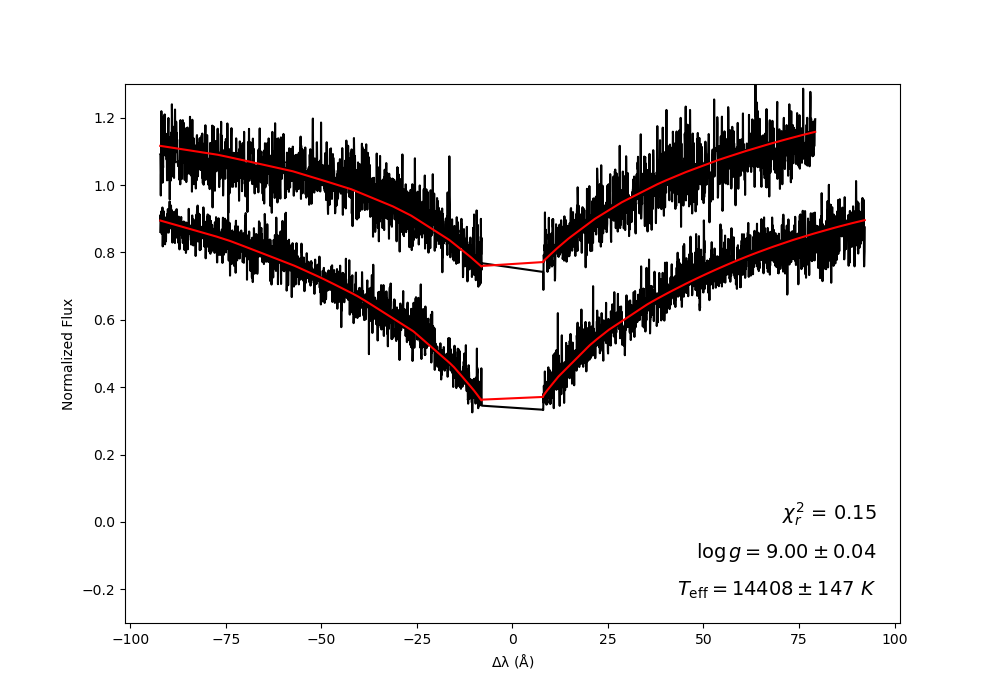 1.2
1.0
0.8
0.6
0.4
0.2
0.0
−0.2
Normalized Flux
χ²ᵣ = 0.15
log g = 9.00 ± 0.04
T_eff = 14408 ± 147 K
−100 −75 −50 −25 0 25 50 75 100
Δλ (Å)